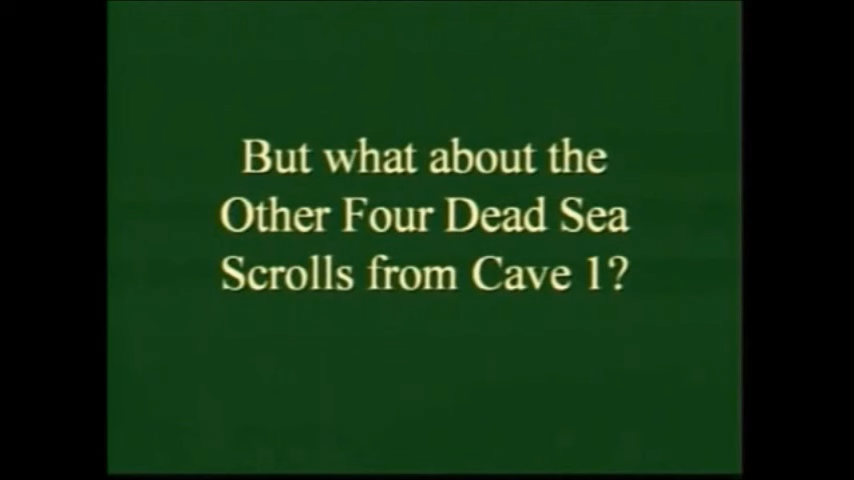 But what about the
Other Four Dead Sea
Scrolls from Cave 1?